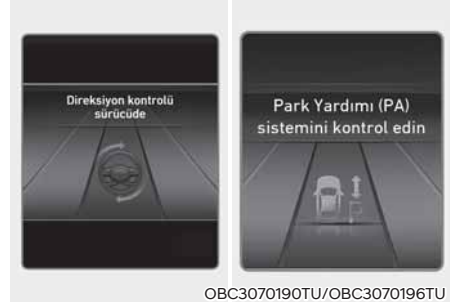 Direksiyon kontrolü
sürücüde
Park Yardımı (PA)
sistemini kontrol edin
OBC3070190TU/OBC3070196TU